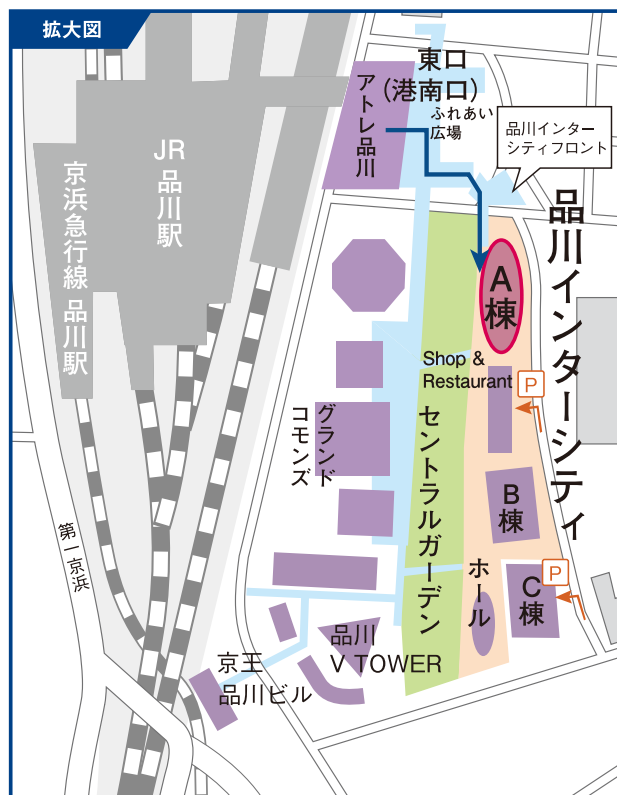 拡大図
東口
(港南口)
ふれあい
広場
アトレ品川
品川インター
シティフロント
JR
品川駅
京浜急行線 品川駅
品川インターシティ
A棟
Shop &
Restaurant
P
グランド
コモンズ
セントラルガーデン
B棟
ホール
C棟
P
第一京浜
品川
V TOWER
京王
品川ビル